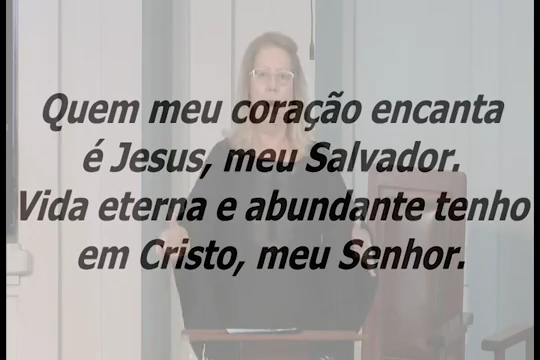 Quem meu coração encanta
é Jesus, meu Salvador.
Vida eterna e abundante tenho
em Cristo, meu Senhor.